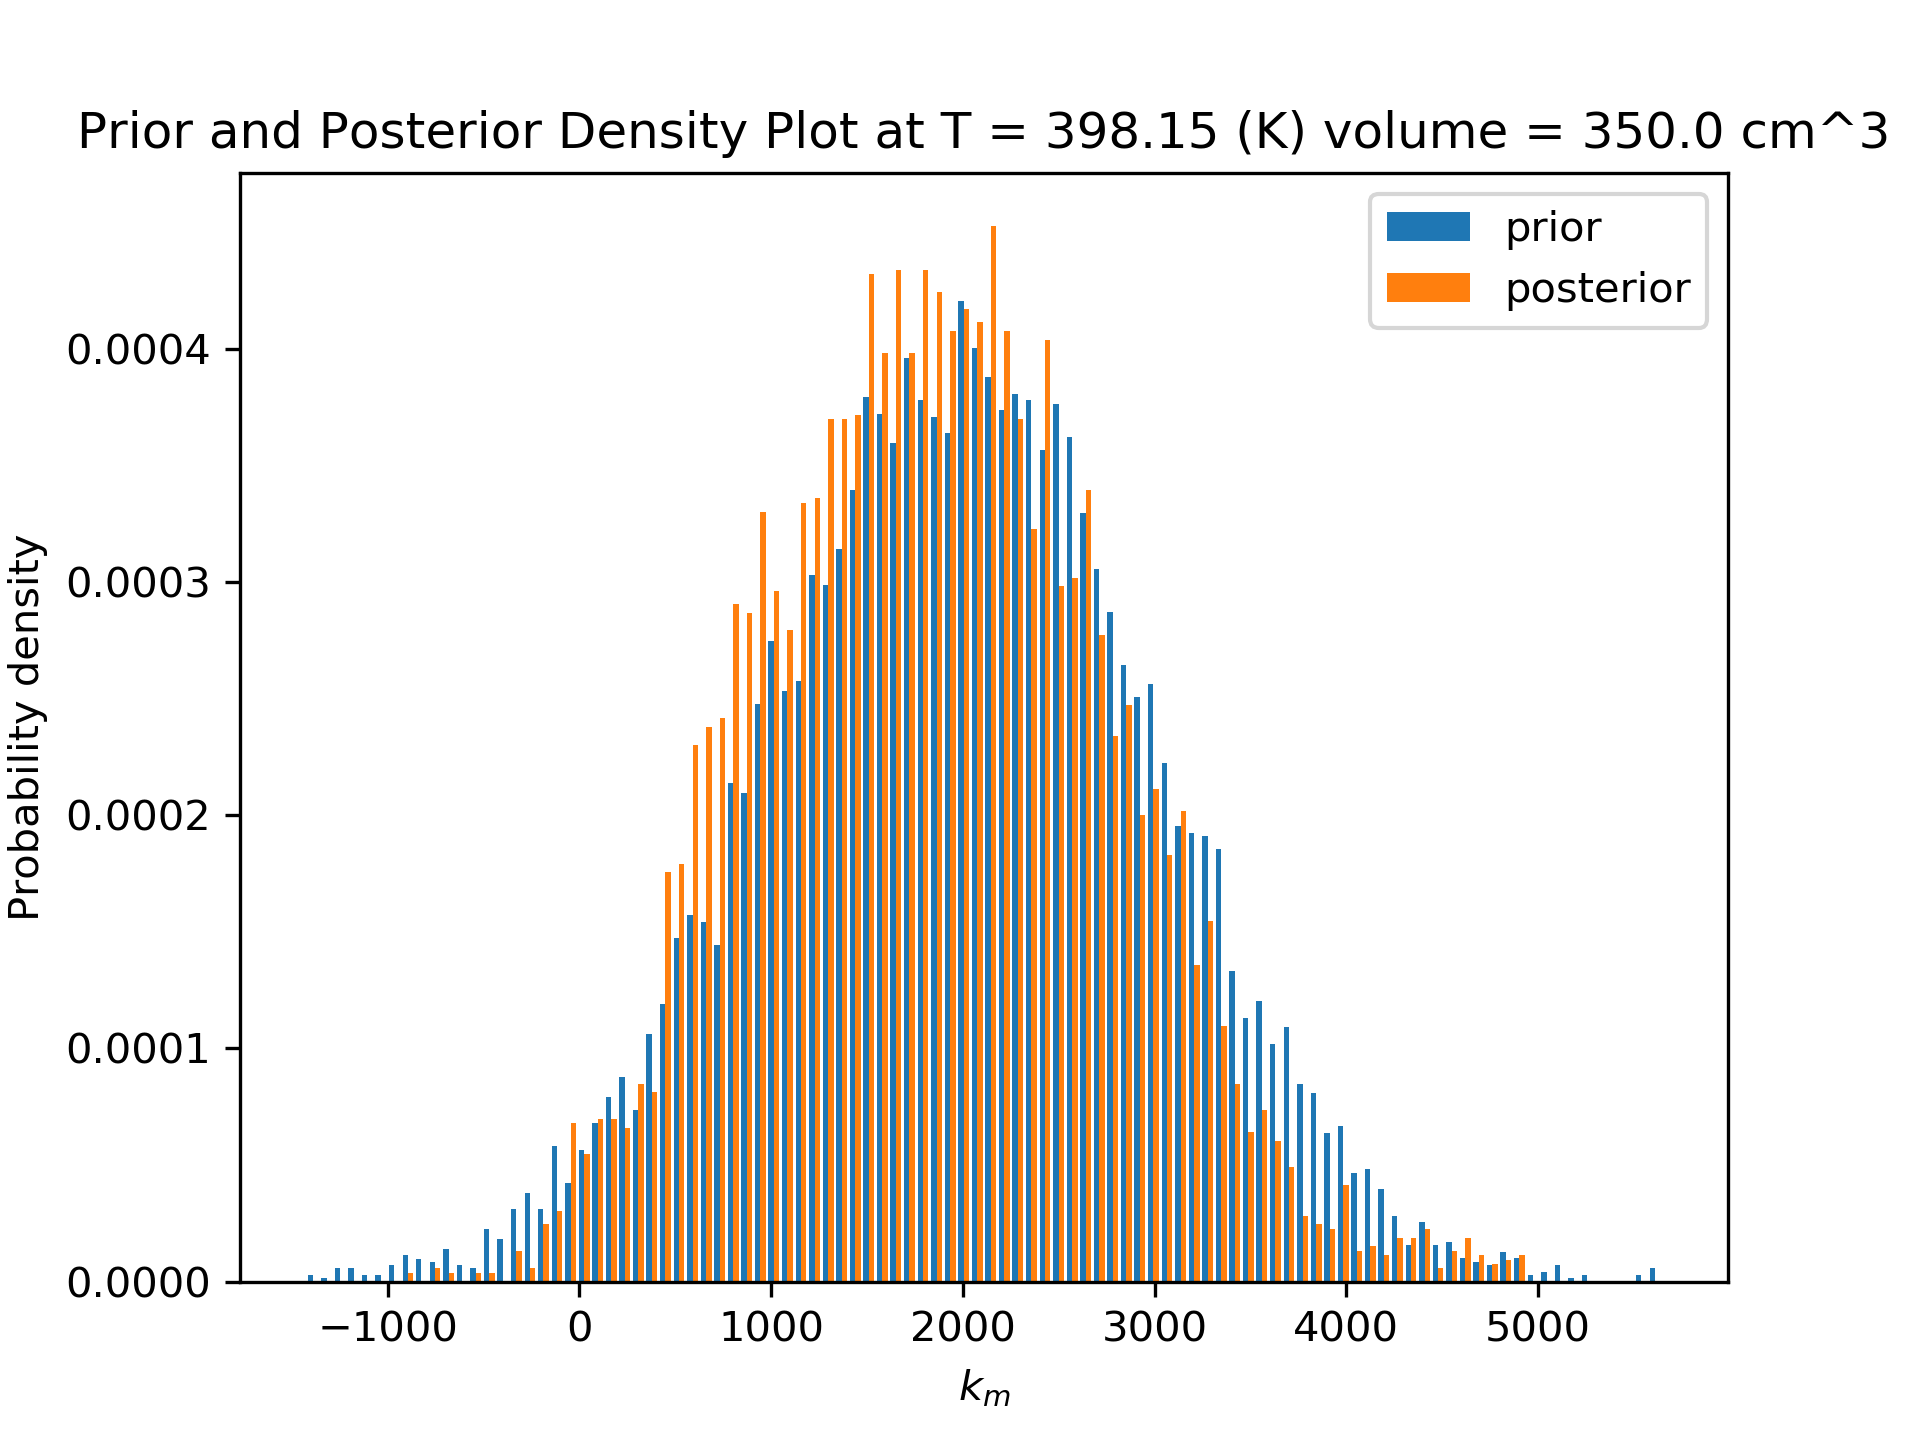 Prior and Posterior Density Plot at T = 398.15 (K) volume = 350.0 cm^3
prior
posterior
Probability density
0.0004
0.0003
0.0002
0.0001
0.0000
−1000 0 1000 2000 3000 4000 5000
k_m